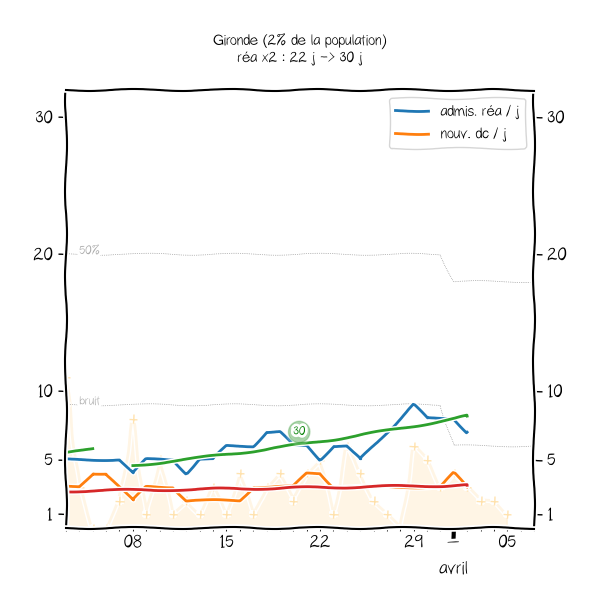 Gironde (2% de la population)
réa x2 : 22 j -> 30 j
admis. réa / j
nouv. dc / j
30
30
50%
20
20
bruit
10
10
30
5
5
1
1
08
15
22
29
05
avril